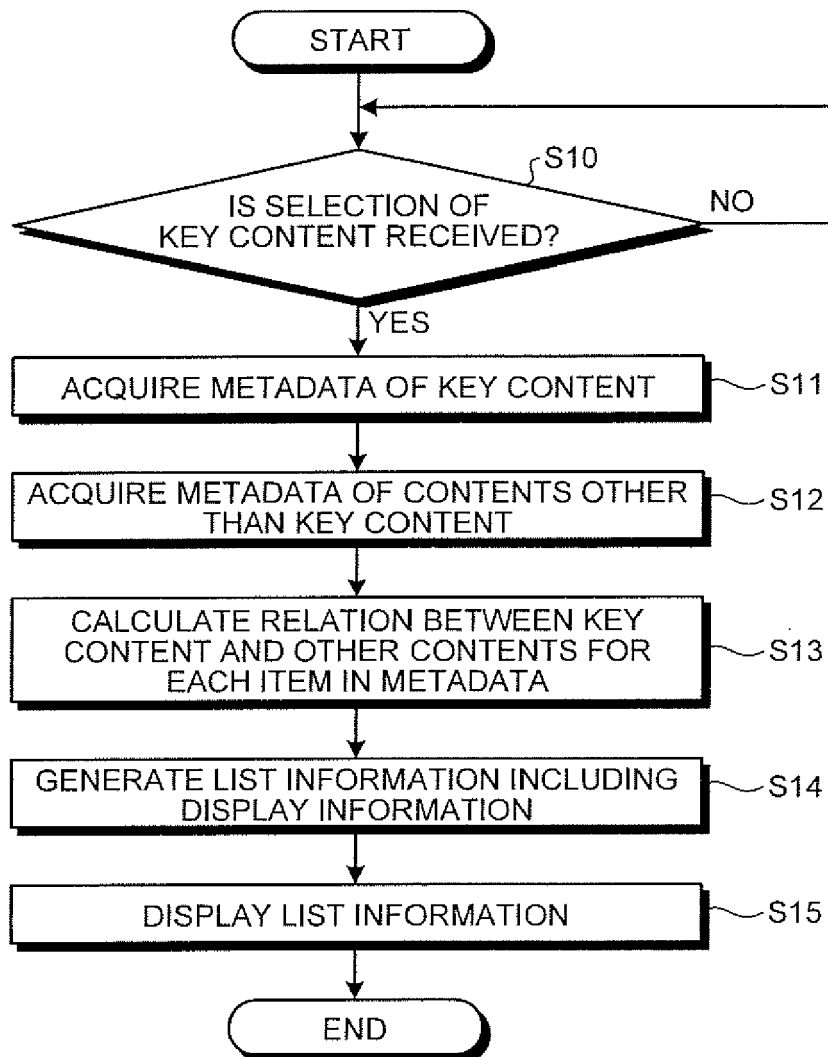 START
S10
IS SELECTION OF
KEY CONTENT RECEIVED?
NO
YES
ACQUIRE METADATA OF KEY CONTENT
S11
ACQUIRE METADATA OF CONTENTS OTHER
THAN KEY CONTENT
S12
CALCULATE RELATION BETWEEN KEY
CONTENT AND OTHER CONTENTS FOR
EACH ITEM IN METADATA
S13
GENERATE LIST INFORMATION INCLUDING
DISPLAY INFORMATION
S14
DISPLAY LIST INFORMATION
S15
END